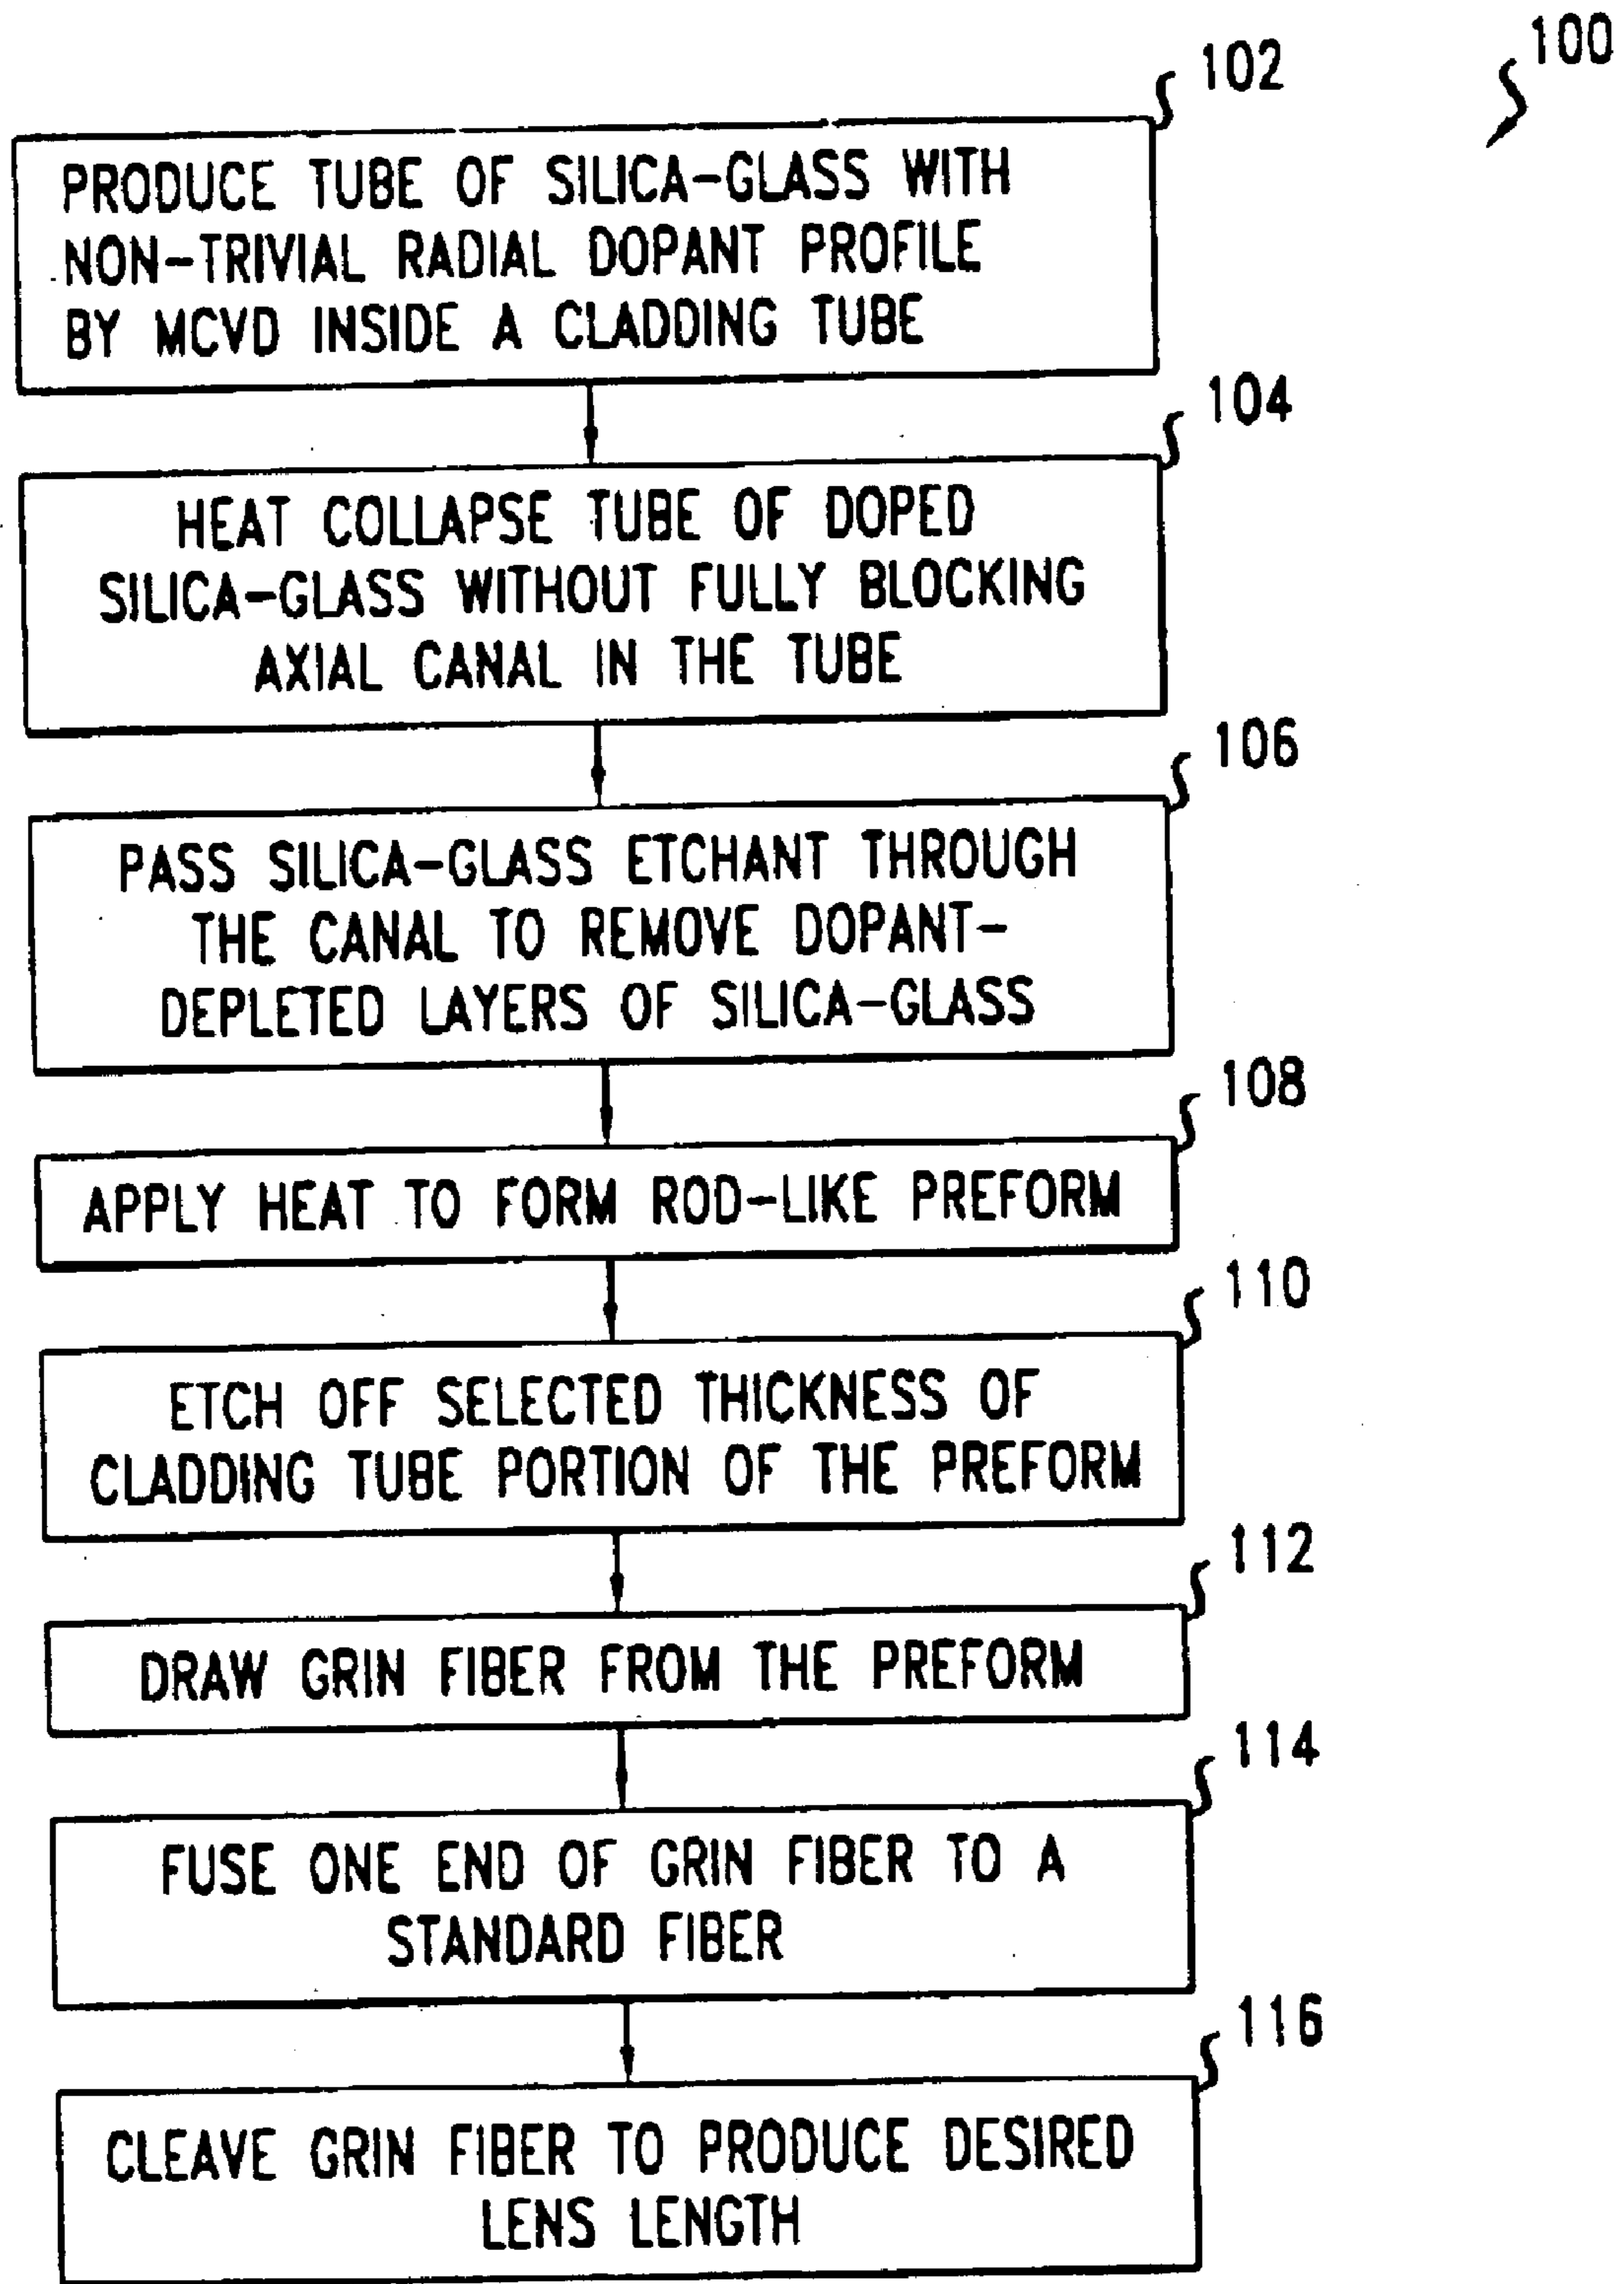 100
102
PRODUCE TUBE OF SILICA-GLASS WITH
NON-TRIVIAL RADIAL DOPANT PROFILE
BY MCVD INSIDE A CLADDING TUBE
104
HEAT COLLAPSE TUBE OF DOPED
SILICA-GLASS WITHOUT FULLY BLOCKING
AXIAL CANAL IN THE TUBE
106
PASS SILICA-GLASS ETCHANT THROUGH
THE CANAL TO REMOVE DOPANT-
DEPLETED LAYERS OF SILICA-GLASS
108
APPLY HEAT TO FORM ROD-LIKE PREFORM
110
ETCH OFF SELECTED THICKNESS OF
CLADDING TUBE PORTION OF THE PREFORM
112
DRAW GRIN FIBER FROM THE PREFORM
114
FUSE ONE END OF GRIN FIBER TO A
STANDARD FIBER
116
CLEAVE GRIN FIBER TO PRODUCE DESIRED
LENS LENGTH